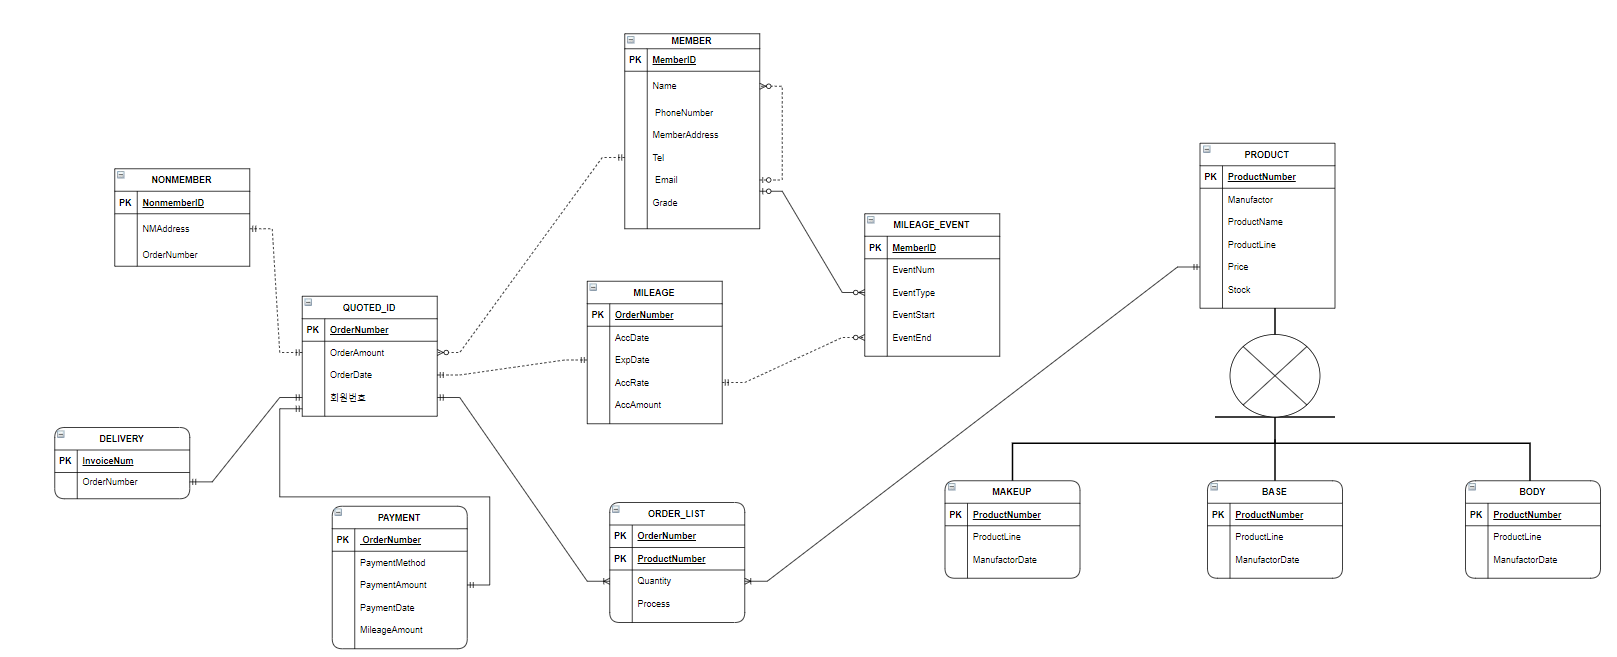 MEMBER
PK MemberID
Name
PhoneNumber
MemberAddress
Tel
Email
Grade
PRODUCT
PK ProductNumber
Manufactor
ProductName
ProductLine
Price
Stock
NONMEMBER
PK NonmemberID
NMAddress
OrderNumber
MILEAGE_EVENT
PK MemberID
EventNum
EventType
EventStart
EventEnd
MILEAGE
PK OrderNumber
AccDate
ExpDate
AccRate
AccAmount
QUOTED_ID
PK OrderNumber
OrderAmount
OrderDate
회원번호
DELIVERY
PK InvoiceNum
OrderNumber
PAYMENT
PK OrderNumber
PaymentMethod
PaymentAmount
PaymentDate
MileageAmount
ORDER_LIST
PK OrderNumber
PK ProductNumber
Quantity
Process
MAKEUP
PK ProductNumber
ProductLine
ManufactorDate
BASE
PK ProductNumber
ProductLine
ManufactorDate
BODY
PK ProductNumber
ProductLine
ManufactorDate